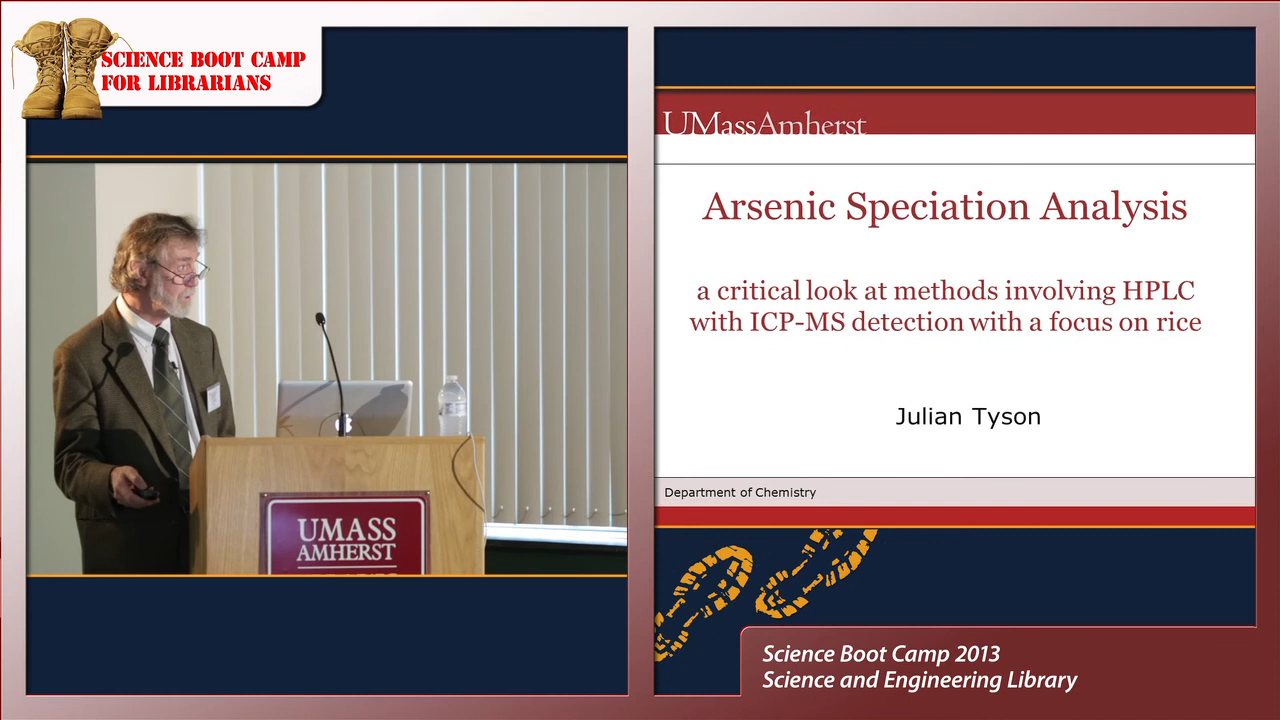 SCIENCE BOOT CAMP
FOR LIBRARIANS
UMASS
AMHERST
UMassAmherst
Arsenic Speciation Analysis
a critical look at methods involving HPLC
with ICP-MS detection with a focus on rice
Julian Tyson
Department of Chemistry
Science Boot Camp 2013
Science and Engineering Library